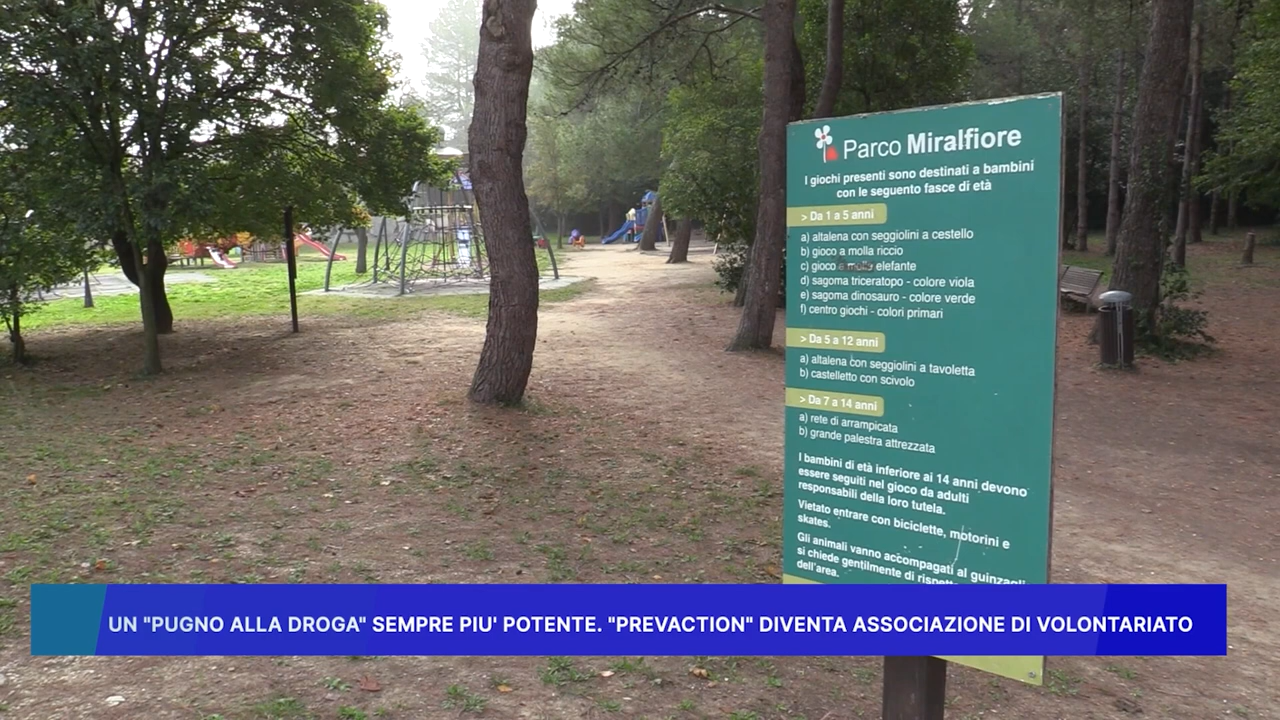 Parco Miralfiore
I giochi presenti sono destinati a bambini
con le seguento fasce di età
> Da 1 a 5 anni
a) altalena con seggiolini a cestello
b) gioco a molla riccio
c) gioco a molla elefante
d) sagoma triceratopo - colore viola
e) sagoma dinosauro - colore verde
f) centro giochi - colori primari
> Da 5 a 12 anni
a) altalena con seggiolini a tavoletta
b) castelletto con scivolo
> Da 7 a 14 anni
a) rete di arrampicata
b) grande palestra attrezzata
I bambini di età inferiore ai 14 anni devono
essere seguiti nel gioco da adulti
responsabili della loro tutela.
Vietato entrare con biciclette, motorini e
skates.
Gli animali vanno accompagati al guinzagli
si chiede gentilmente di rispetta
dell'area.
UN "PUGNO ALLA DROGA" SEMPRE PIU' POTENTE. "PREVACTION" DIVENTA ASSOCIAZIONE DI VOLONTARIATO